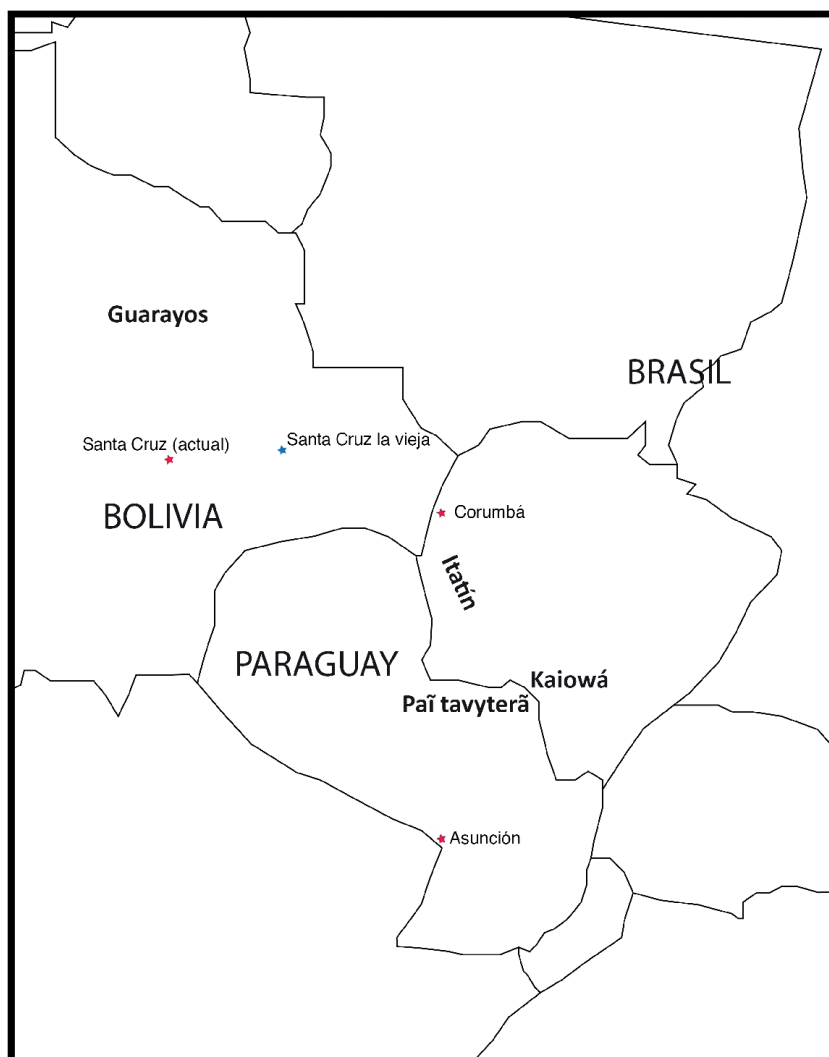 Guarayos
BRASIL
Santa Cruz (actual)
Santa Cruz la vieja
BOLIVIA
Corumbá
Itatín
PARAGUAY
Kaiowá
Paĩ tavyterã
Asunción